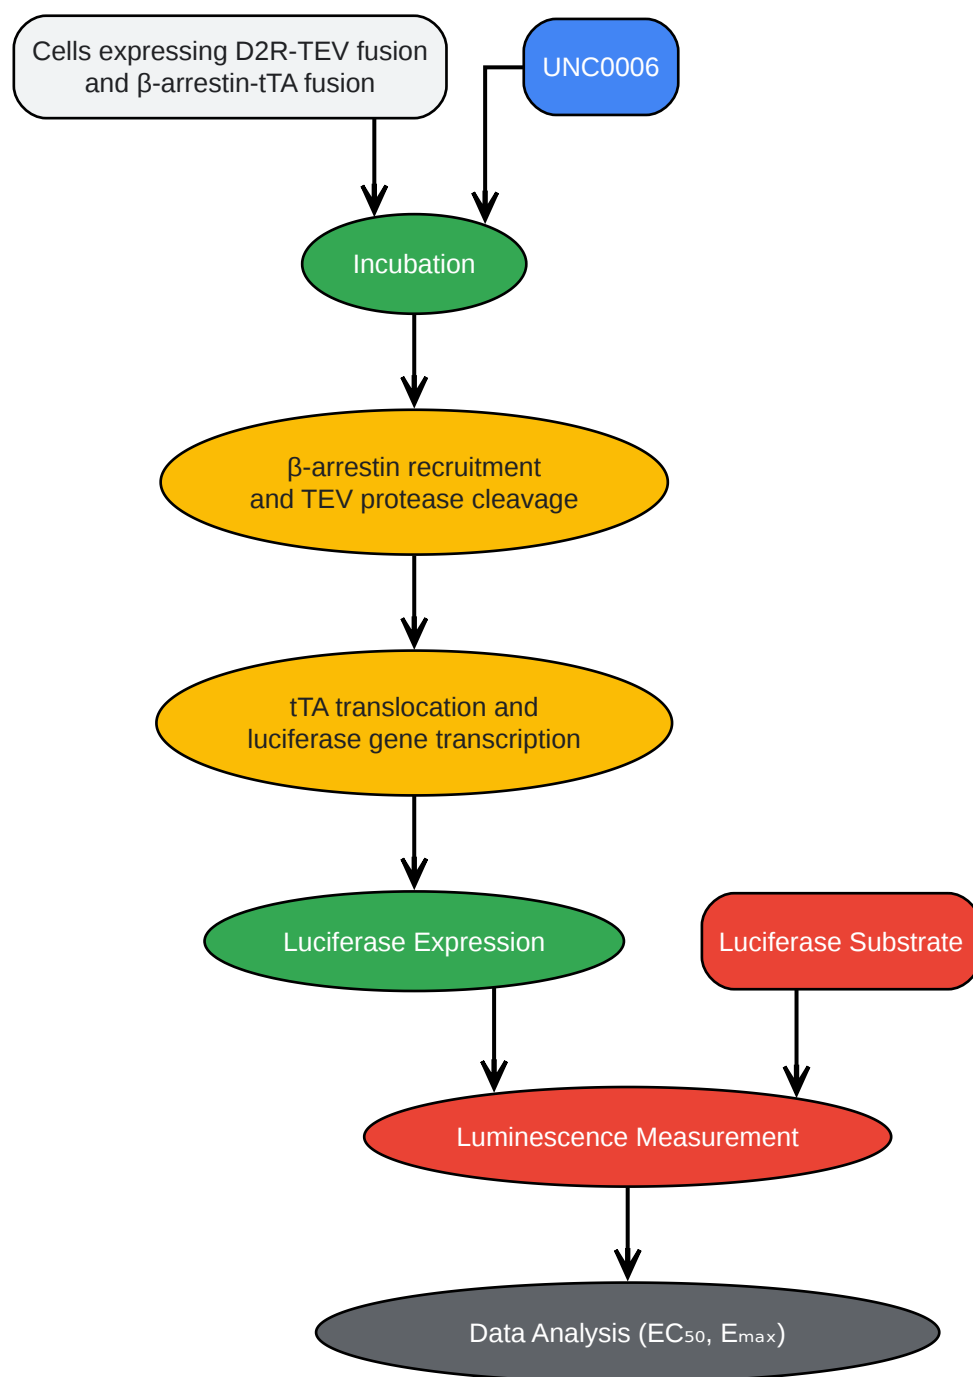 Cells expressing D2R-TEV fusion
and β-arrestin-tTA fusion
UNC0006
Incubation
β-arrestin recruitment
and TEV protease cleavage
tTA translocation and
luciferase gene transcription
Luciferase Expression
Luciferase Substrate
Luminescence Measurement
Data Analysis (EC₅₀, Eₘₐₓ)